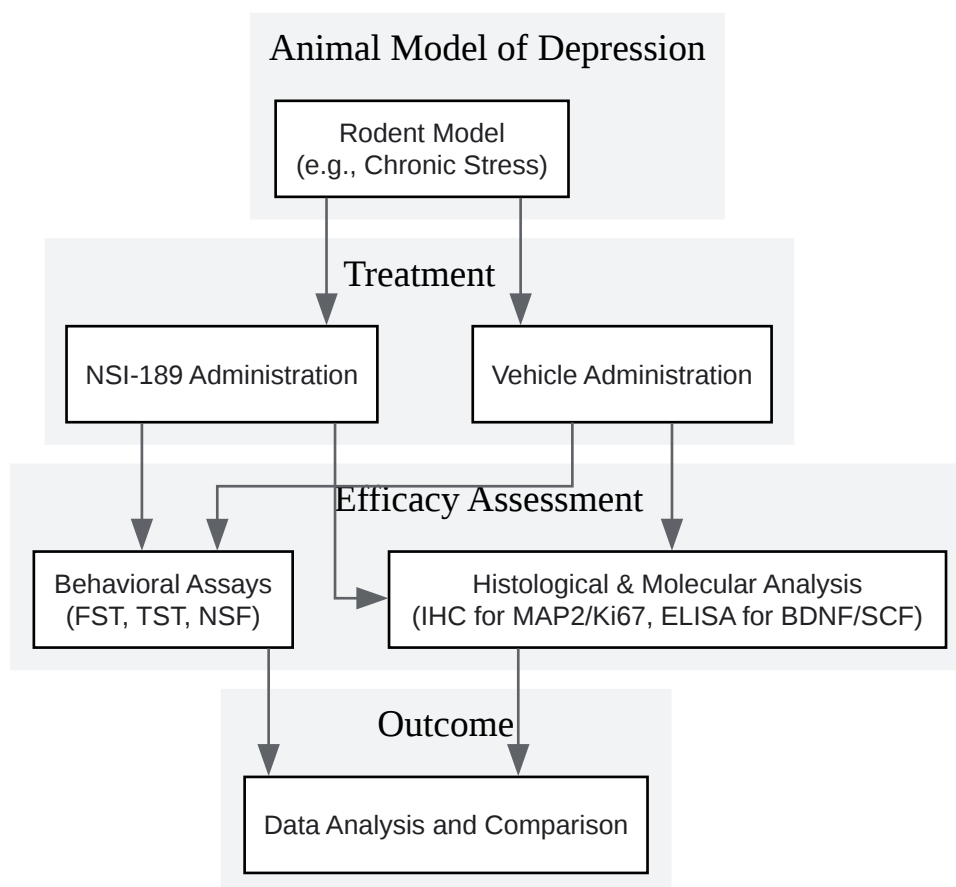 Animal Model of Depression
Rodent Model
(e.g., Chronic Stress)
Treatment
NSI-189 Administration
Vehicle Administration
Efficacy Assessment
Behavioral Assays
(FST, TST, NSF)
Histological & Molecular Analysis
(IHC for MAP2/Ki67, ELISA for BDNF/SCF)
Outcome
Data Analysis and Comparison